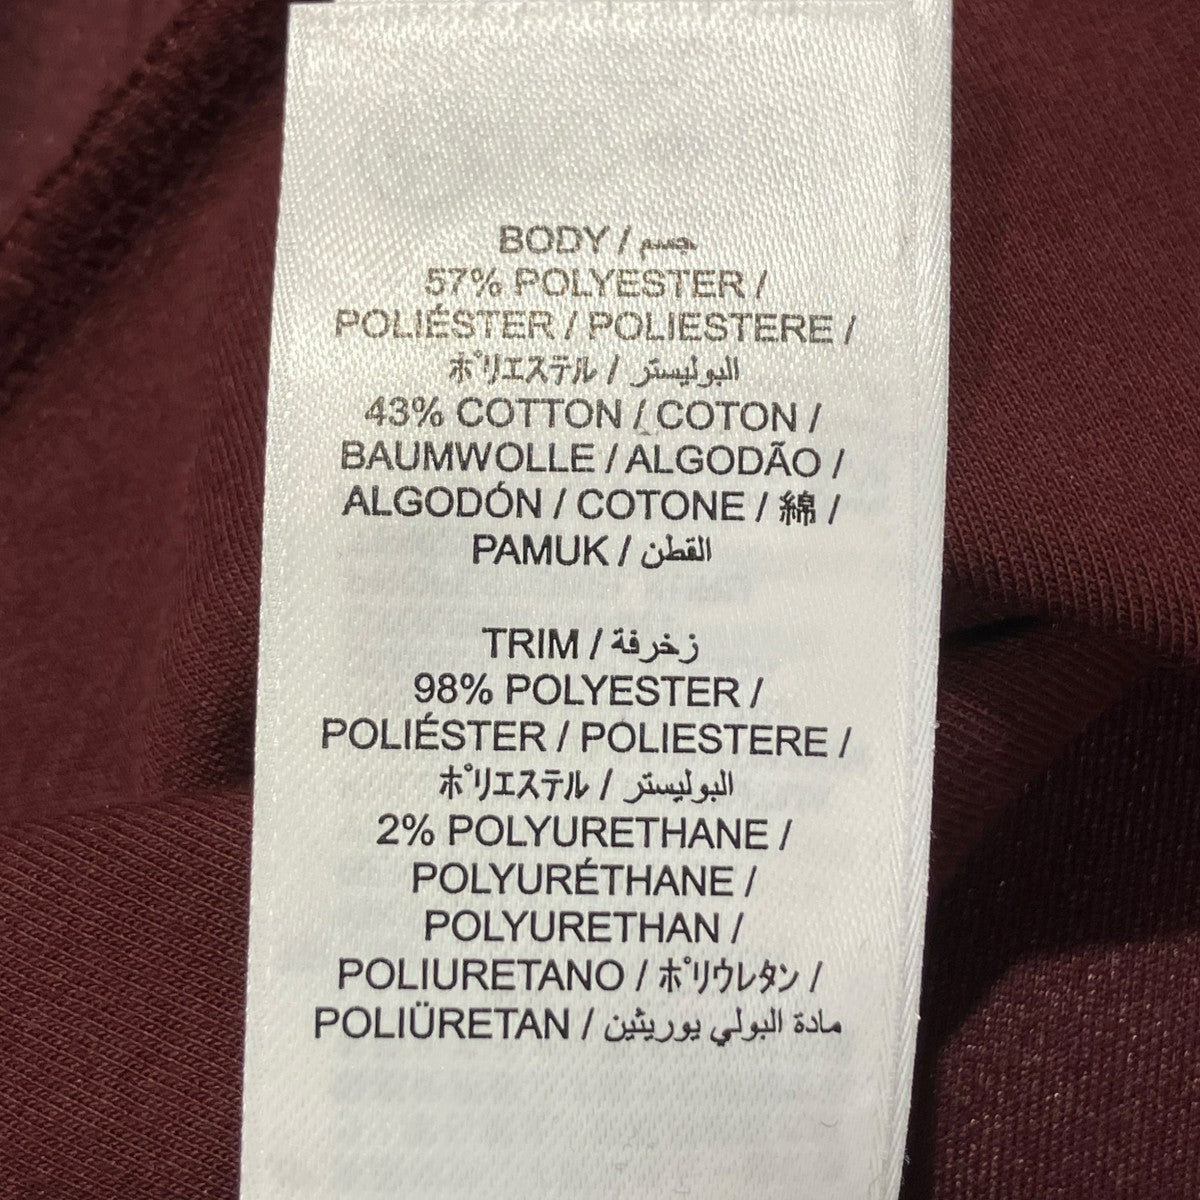 BODY / جسم
57% POLYESTER /
POLIÉSTER / POLIESTERE /
ポリエステル / البوليستر
43% COTTON / COTON /
BAUMWOLLE / ALGODÃO /
ALGODÓN / COTONE / 綿 /
PAMUK / القطن
TRIM / زخرفة
98% POLYESTER /
POLIÉSTER / POLIESTERE /
ポリエステル / البوليستر
2% POLYURETHANE /
POLYURÉTHANE /
POLYURETHAN /
POLIURETANO / ポリウレタン /
POLIÜRETAN / مادة البولي يوريثين